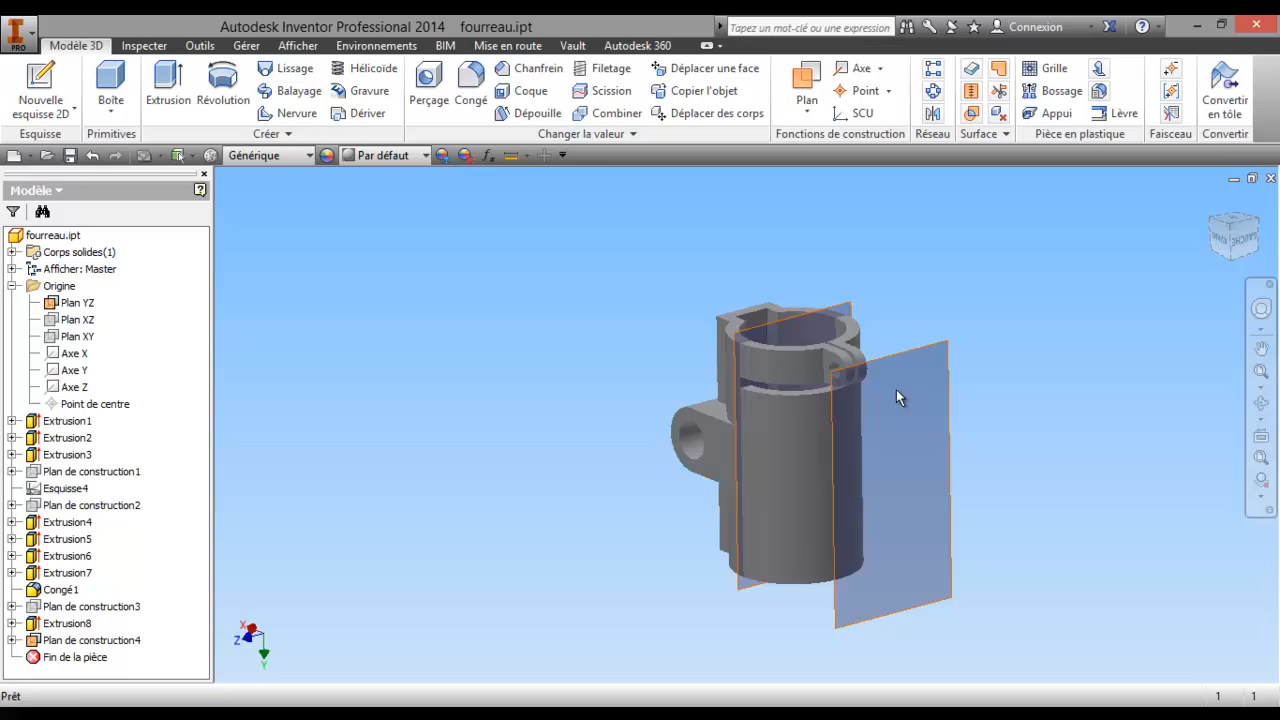 Autodesk Inventor Professional 2014 fourreau.ipt
Tapez un mot-clé ou une expression
Connexion
PRO
Modèle 3D Inspecter Outils Gérer Afficher Environnements BIM Mise en route Vault Autodesk 360
Nouvelle esquisse 2D
Esquisse
Boîte
Primitives
Extrusion
Révolution
Lissage
Balayage
Nervure
Hélicoïde
Gravure
Dériver
Créer
Perçage
Congé
Chanfrein
Coque
Dépouille
Filetage
Scission
Combiner
Déplacer une face
Copier l'objet
Déplacer des corps
Changer la valeur
Plan
Axe
Point
SCU
Fonctions de construction
Réseau
Surface
Grille
Bossage
Appui
Lèvre
Pièce en plastique
Faisceau
Convertir en tôle
Convertir
Générique
Par défaut
Modèle
fourreau.ipt
Corps solides(1)
Afficher: Master
Origine
Plan YZ
Plan XZ
Plan XY
Axe X
Axe Y
Axe Z
Point de centre
Extrusion1
Extrusion2
Extrusion3
Plan de construction1
Esquisse4
Plan de construction2
Extrusion4
Extrusion5
Extrusion6
Extrusion7
Congé1
Plan de construction3
Extrusion8
Plan de construction4
Fin de la pièce
X
Z
Y
Prêt
1 1